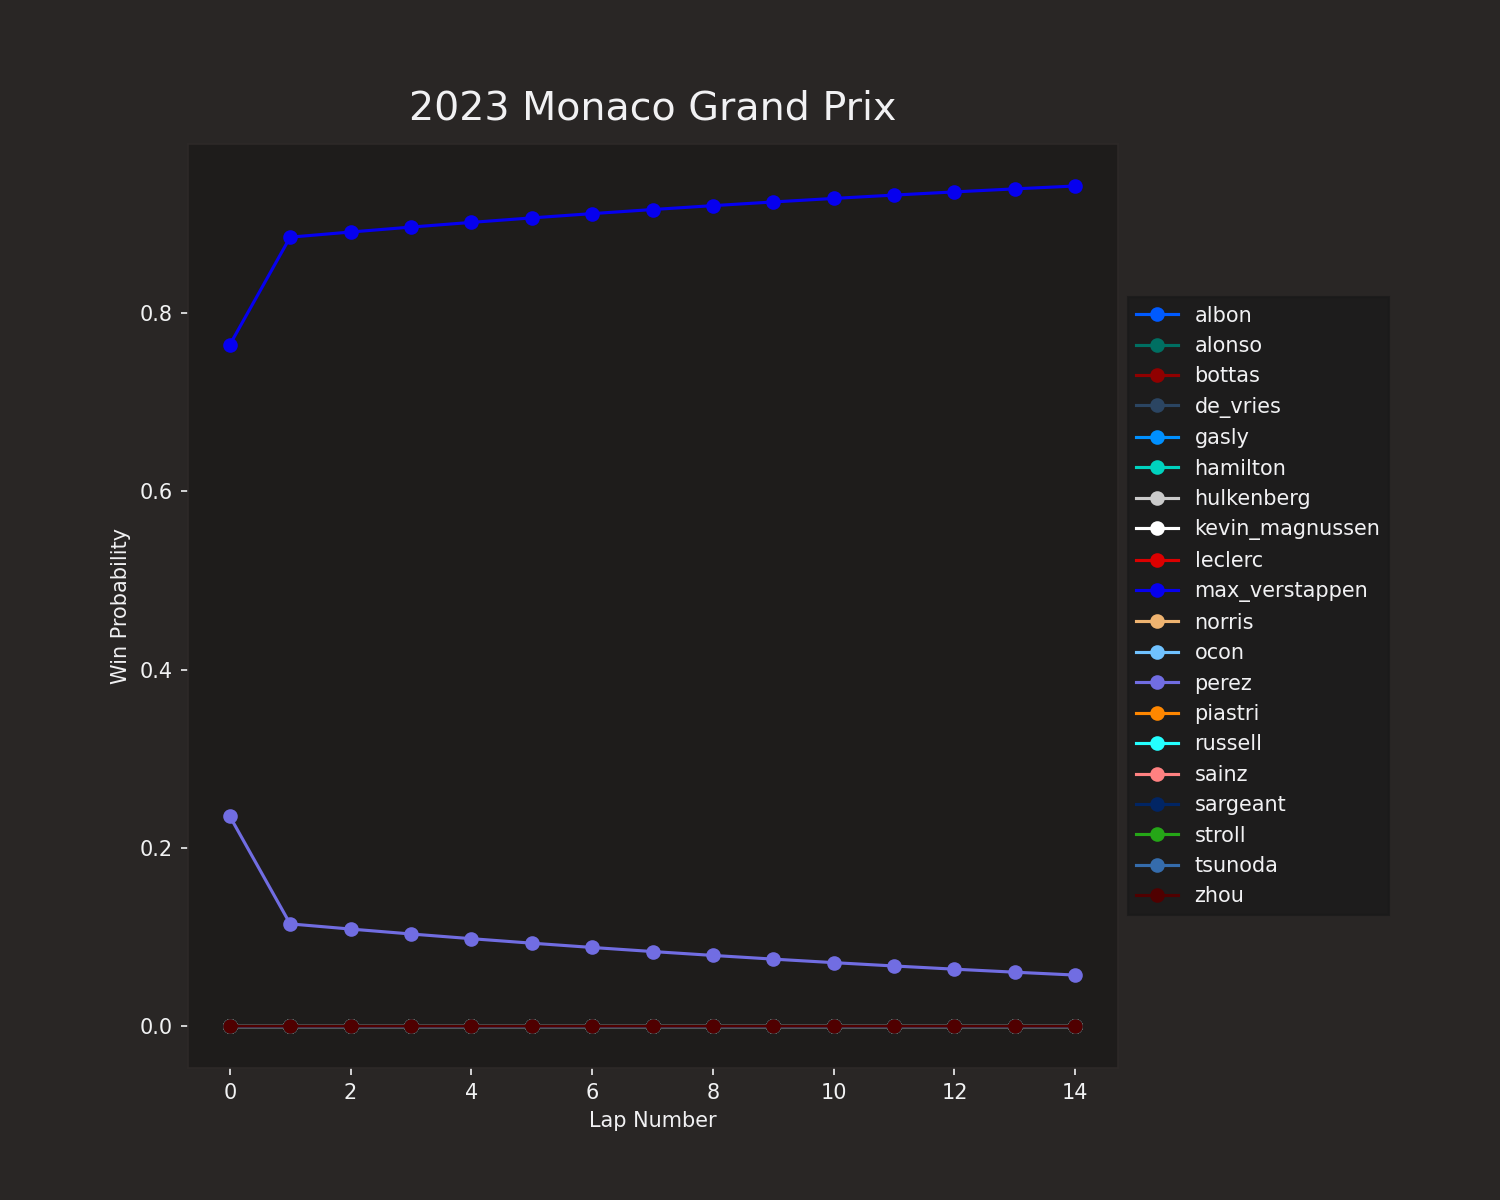 2023 Monaco Grand Prix
0.8
0.6
0.4
0.2
0.0
Win Probability
0 2 4 6 8 10 12 14
Lap Number
albon
alonso
bottas
de_vries
gasly
hamilton
hulkenberg
kevin_magnussen
leclerc
max_verstappen
norris
ocon
perez
piastri
russell
sainz
sargeant
stroll
tsunoda
zhou